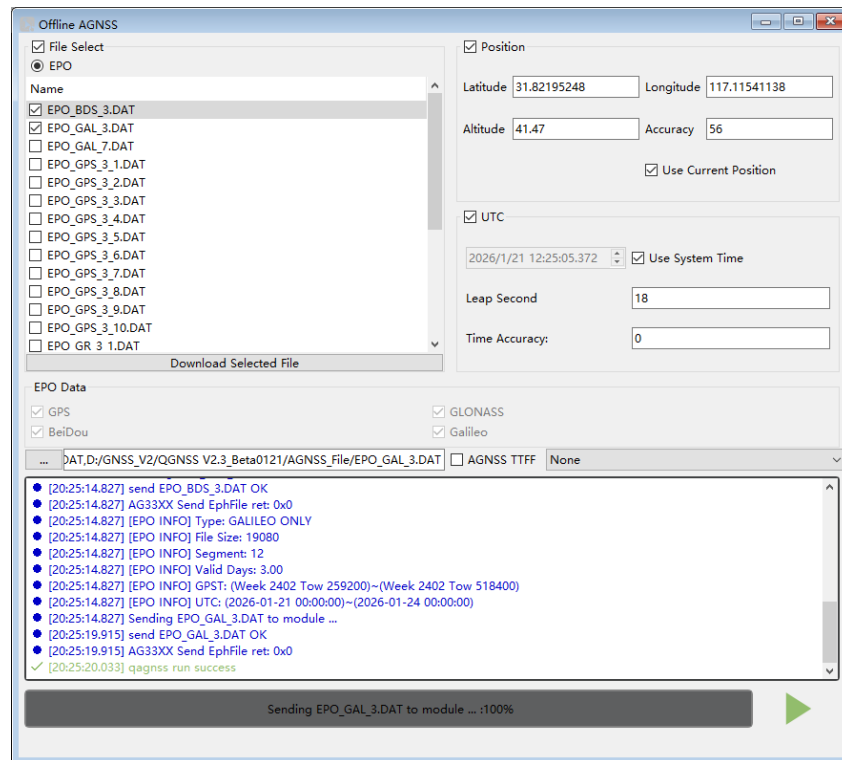 Offline AGNSS
File Select
EPO
Name
EPO_BDS_3.DAT
EPO_GAL_3.DAT
EPO_GAL_7.DAT
EPO_GPS_3_1.DAT
EPO_GPS_3_2.DAT
EPO_GPS_3_3.DAT
EPO_GPS_3_4.DAT
EPO_GPS_3_5.DAT
EPO_GPS_3_6.DAT
EPO_GPS_3_7.DAT
EPO_GPS_3_8.DAT
EPO_GPS_3_9.DAT
EPO_GPS_3_10.DAT
EPO GR 3 1.DAT
Download Selected File
Position
Latitude 31.82195248 Longitude 117.11541138
Altitude 41.47 Accuracy 56
Use Current Position
UTC
2026/1/21 12:25:05.372 Use System Time
Leap Second 18
Time Accuracy: 0
EPO Data
GPS GLONASS
BeiDou Galileo
... DAT,D:/GNSS_V2/QGNSS V2.3_Beta0121/AGNSS_File/EPO_GAL_3.DAT AGNSS TTFF None
[20:25:14.827] send EPO_BDS_3.DAT OK
[20:25:14.827] AG33XX Send EphFile ret: 0x0
[20:25:14.827] [EPO INFO] Type: GALILEO ONLY
[20:25:14.827] [EPO INFO] File Size: 19080
[20:25:14.827] [EPO INFO] Segment: 12
[20:25:14.827] [EPO INFO] Valid Days: 3.00
[20:25:14.827] [EPO INFO] GPST: (Week 2402 Tow 259200)~(Week 2402 Tow 518400)
[20:25:14.827] [EPO INFO] UTC: (2026-01-21 00:00:00)~(2026-01-24 00:00:00)
[20:25:14.827] Sending EPO_GAL_3.DAT to module ...
[20:25:19.915] send EPO_GAL_3.DAT OK
[20:25:19.915] AG33XX Send EphFile ret: 0x0
[20:25:20.033] qagnss run success
Sending EPO_GAL_3.DAT to module ... :100%